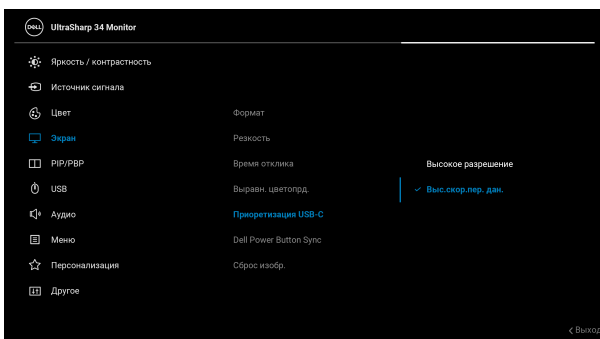 DELL UltraSharp 34 Monitor
Яркость / контрастность
Источник сигнала
Цвет
Формат
Экран
Резкость
PIP/PBP
Время отклика
Высокое разрешение
USB
Выравн. цветопрд.
Выс.скор.пер. дан.
Аудио
Приоретизация USB-C
Меню
Dell Power Button Sync
Персонализация
Сброс изобр.
Другое
Выход